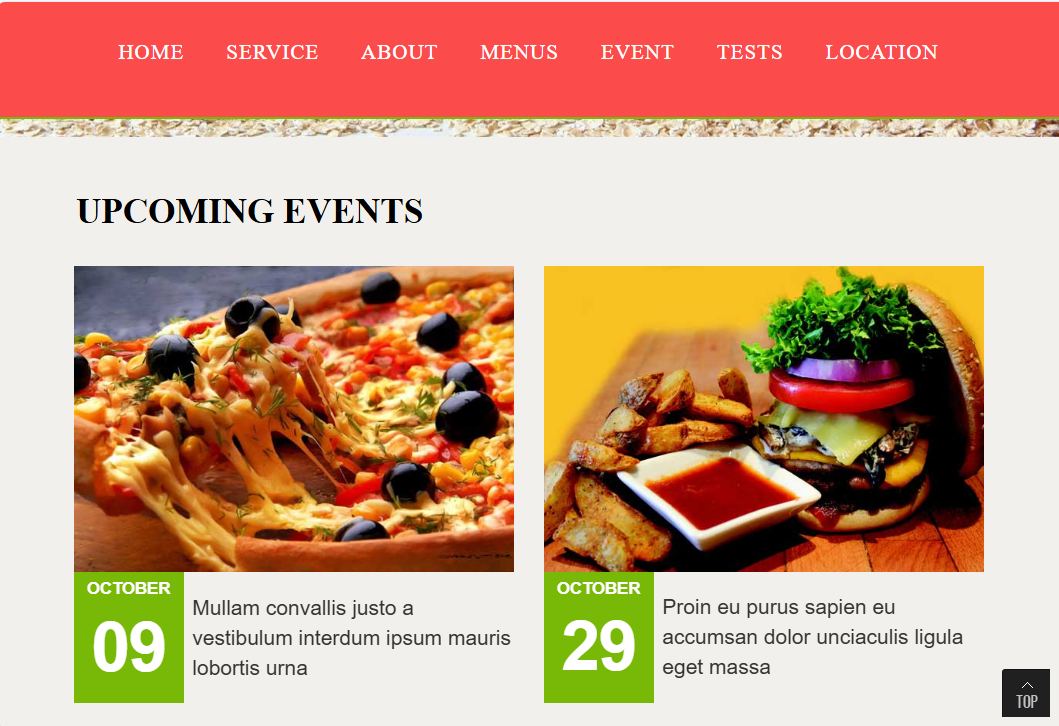 HOME SERVICE ABOUT MENUS EVENT TESTS LOCATION
UPCOMING EVENTS
OCTOBER
09
Mullam convallis justo a
vestibulum interdum ipsum mauris
lobortis urna
OCTOBER
29
Proin eu purus sapien eu
accumsan dolor unciaculis ligula
eget massa
TOP